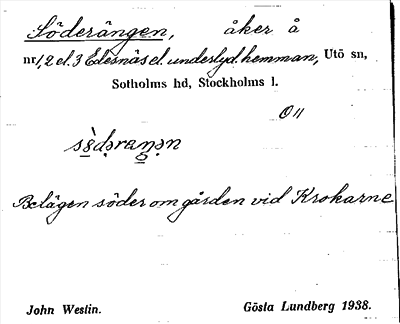 Söderängen, åker å
nr 1, 2 el. 3 Edesnäs el. underlyd. hemman, Utö sn,
Sotholms hd, Stockholms l.
O11
Belägen söder om gården vid Krokarne
John Westin. Gösta Lundberg 1938.